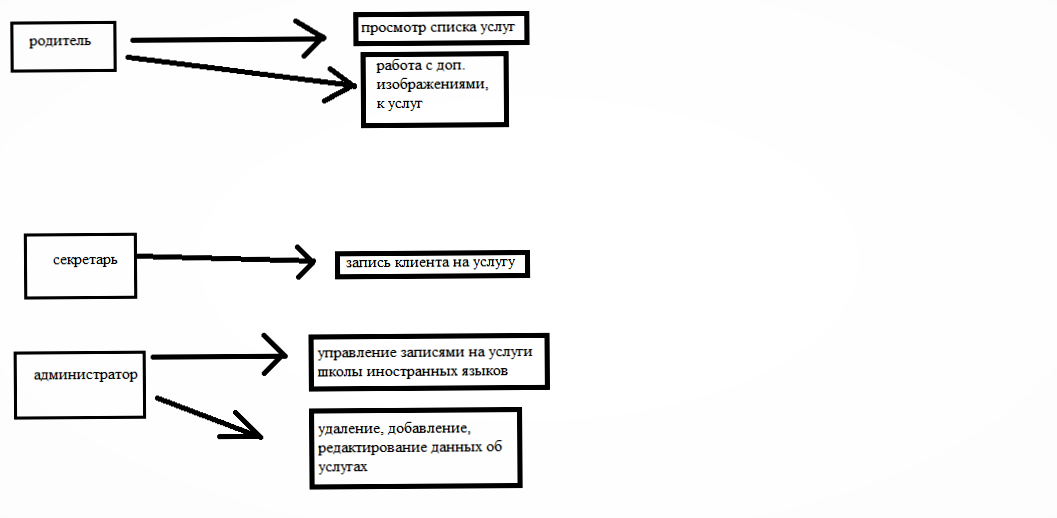 родитель
просмотр списка услуг
работа с доп.
изображениями,
к услуг
секретарь
запись клиента на услугу
администратор
управление записями на услуги
школы иностранных языков
удаление, добавление,
редактирование данных об
услугах